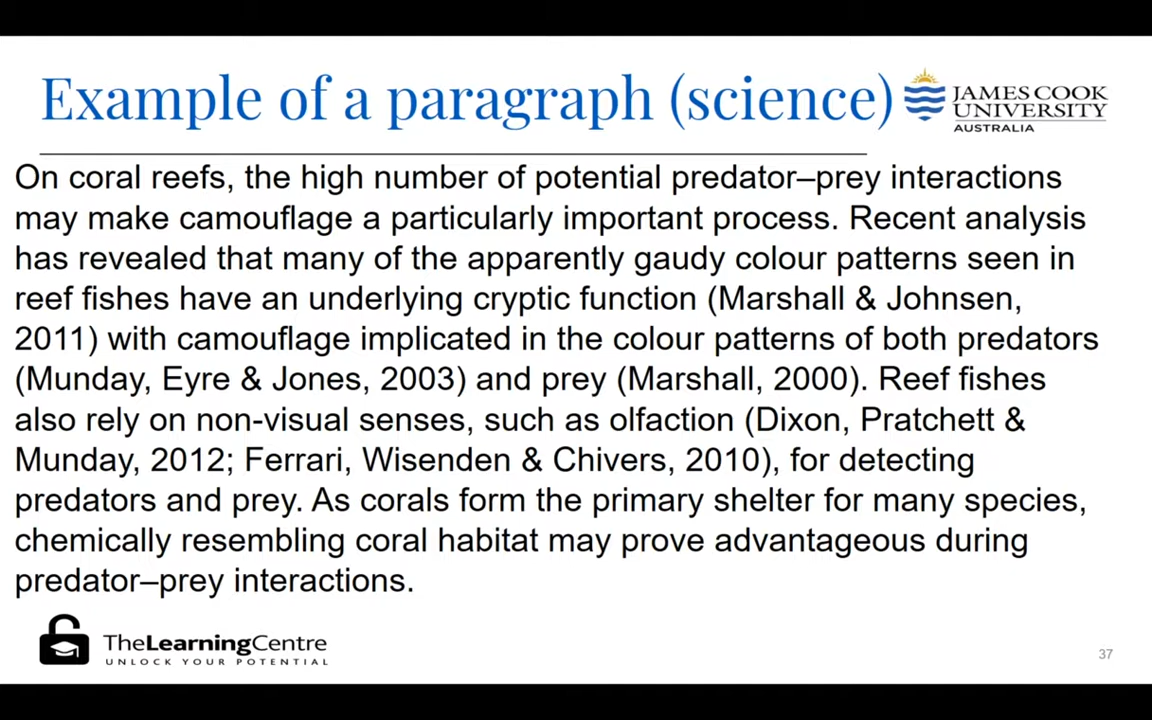 Example of a paragraph (science)
JAMES COOK
UNIVERSITY
AUSTRALIA
On coral reefs, the high number of potential predator–prey interactions
may make camouflage a particularly important process. Recent analysis
has revealed that many of the apparently gaudy colour patterns seen in
reef fishes have an underlying cryptic function (Marshall & Johnsen,
2011) with camouflage implicated in the colour patterns of both predators
(Munday, Eyre & Jones, 2003) and prey (Marshall, 2000). Reef fishes
also rely on non-visual senses, such as olfaction (Dixon, Pratchett &
Munday, 2012; Ferrari, Wisenden & Chivers, 2010), for detecting
predators and prey. As corals form the primary shelter for many species,
chemically resembling coral habitat may prove advantageous during
predator–prey interactions.
TheLearningCentre
UNLOCK YOUR POTENTIAL
37